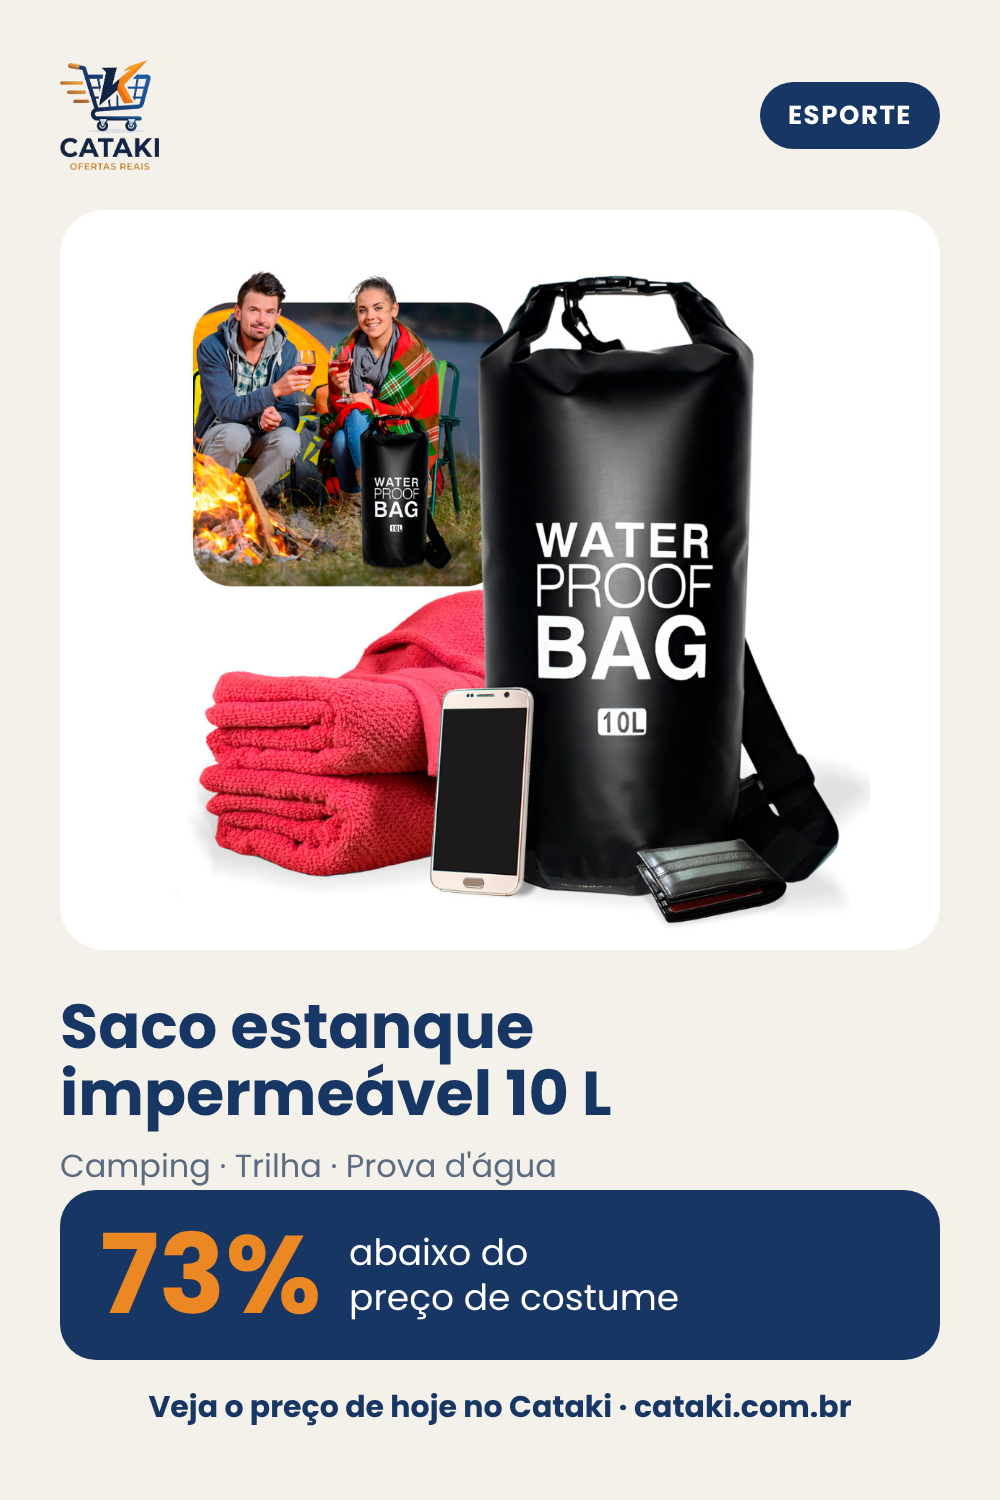 CATAKI
OFERTAS REAIS
ESPORTE
WATER
PROOF
BAG
10L
WATER
PROOF
BAG
10L
Saco estanque
impermeável 10 L
Camping · Trilha · Prova d'água
73%
abaixo do
preço de costume
Veja o preço de hoje no Cataki · cataki.com.br